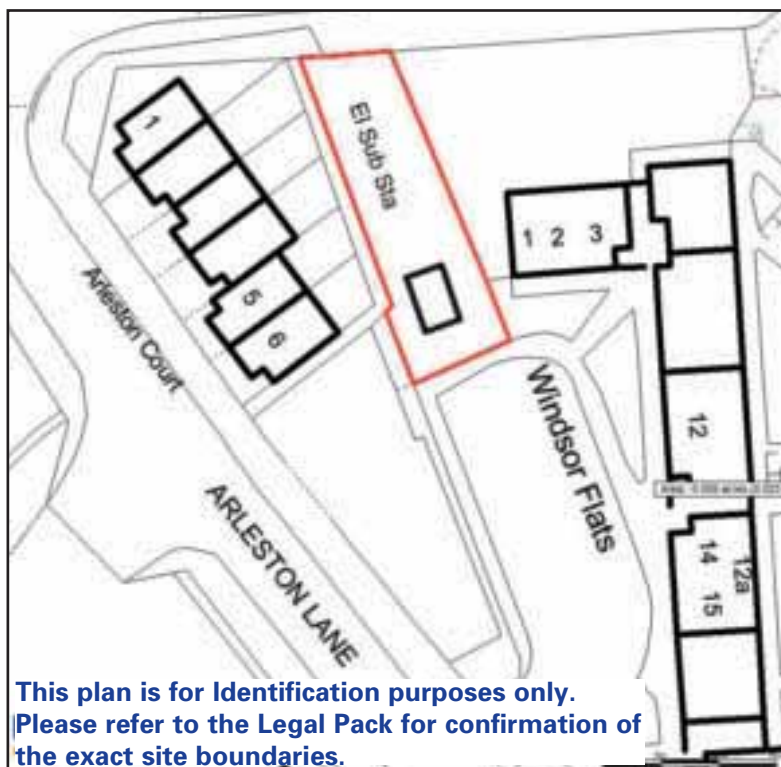 1
El Sub Sta
1 2 3
5
6
Arleston Court
12
Windsor Flats
ARLESTON LANE
14
12a
15
This plan is for Identification purposes only.
Please refer to the Legal Pack for confirmation of
the exact site boundaries.